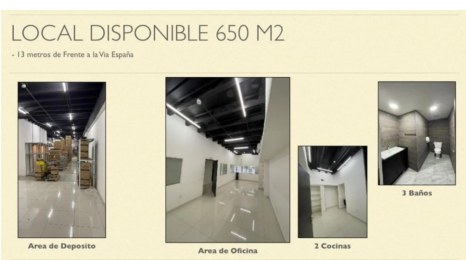 LOCAL DISPONIBLE 650 M2
- 13 metros de Frente a la Via España
3 Baños
Area de Deposito
Area de Oficina
2 Cocinas